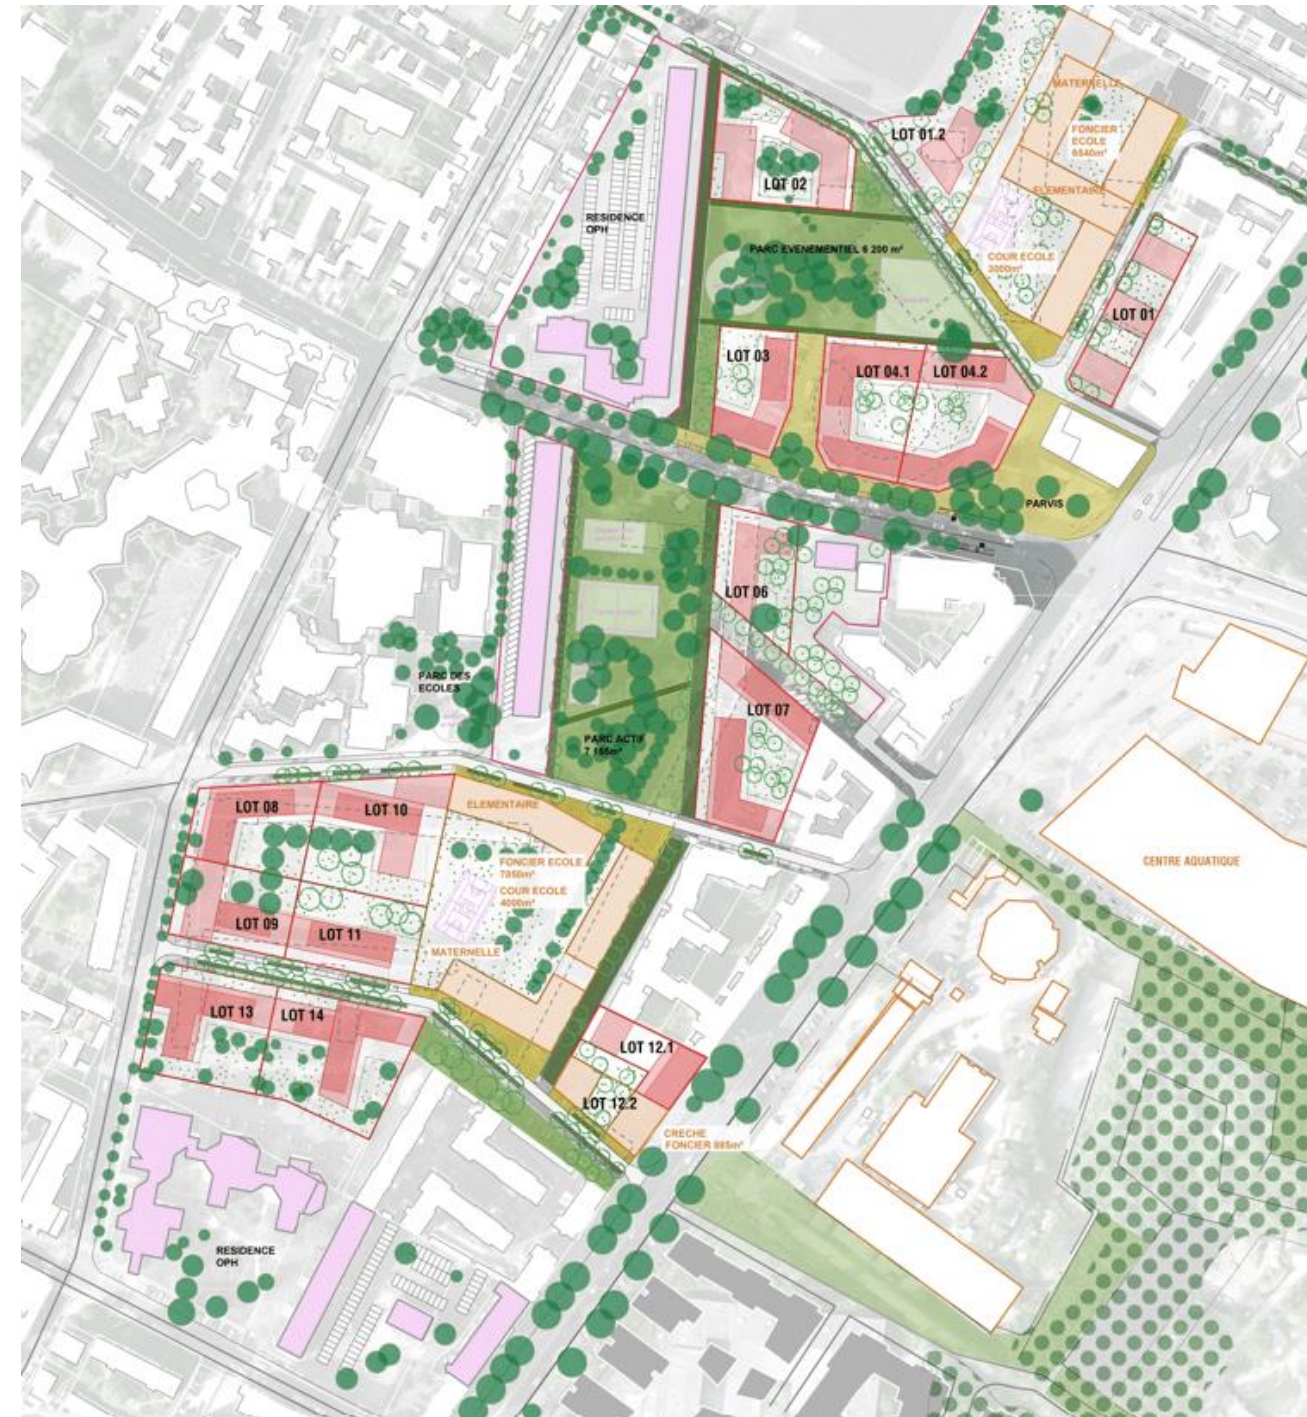 MATERNELLE
LOT 01.2
FONCIER
ECOLE
6540m²
LOT 02
ELEMENTAIRE
RESIDENCE
OPH
PARC EVENEMENTIEL 6 200 m²
COUR ECOLE
3000m²
LOT 01
LOT 03
LOT 04.1
LOT 04.2
PARVIS
LOT 06
PARC DES
ECOLES
LOT 07
PARC ACTIF
LOT 08
LOT 10
ELEMENTAIRE
CENTRE AQUATIQUE
FONCIER ECOLE
COUR ECOLE
4000m²
LOT 09
LOT 11
MATERNELLE
LOT 13
LOT 14
LOT 12.1
LOT 12.2
CRECHE
FONCIER
RESIDENCE
OPH